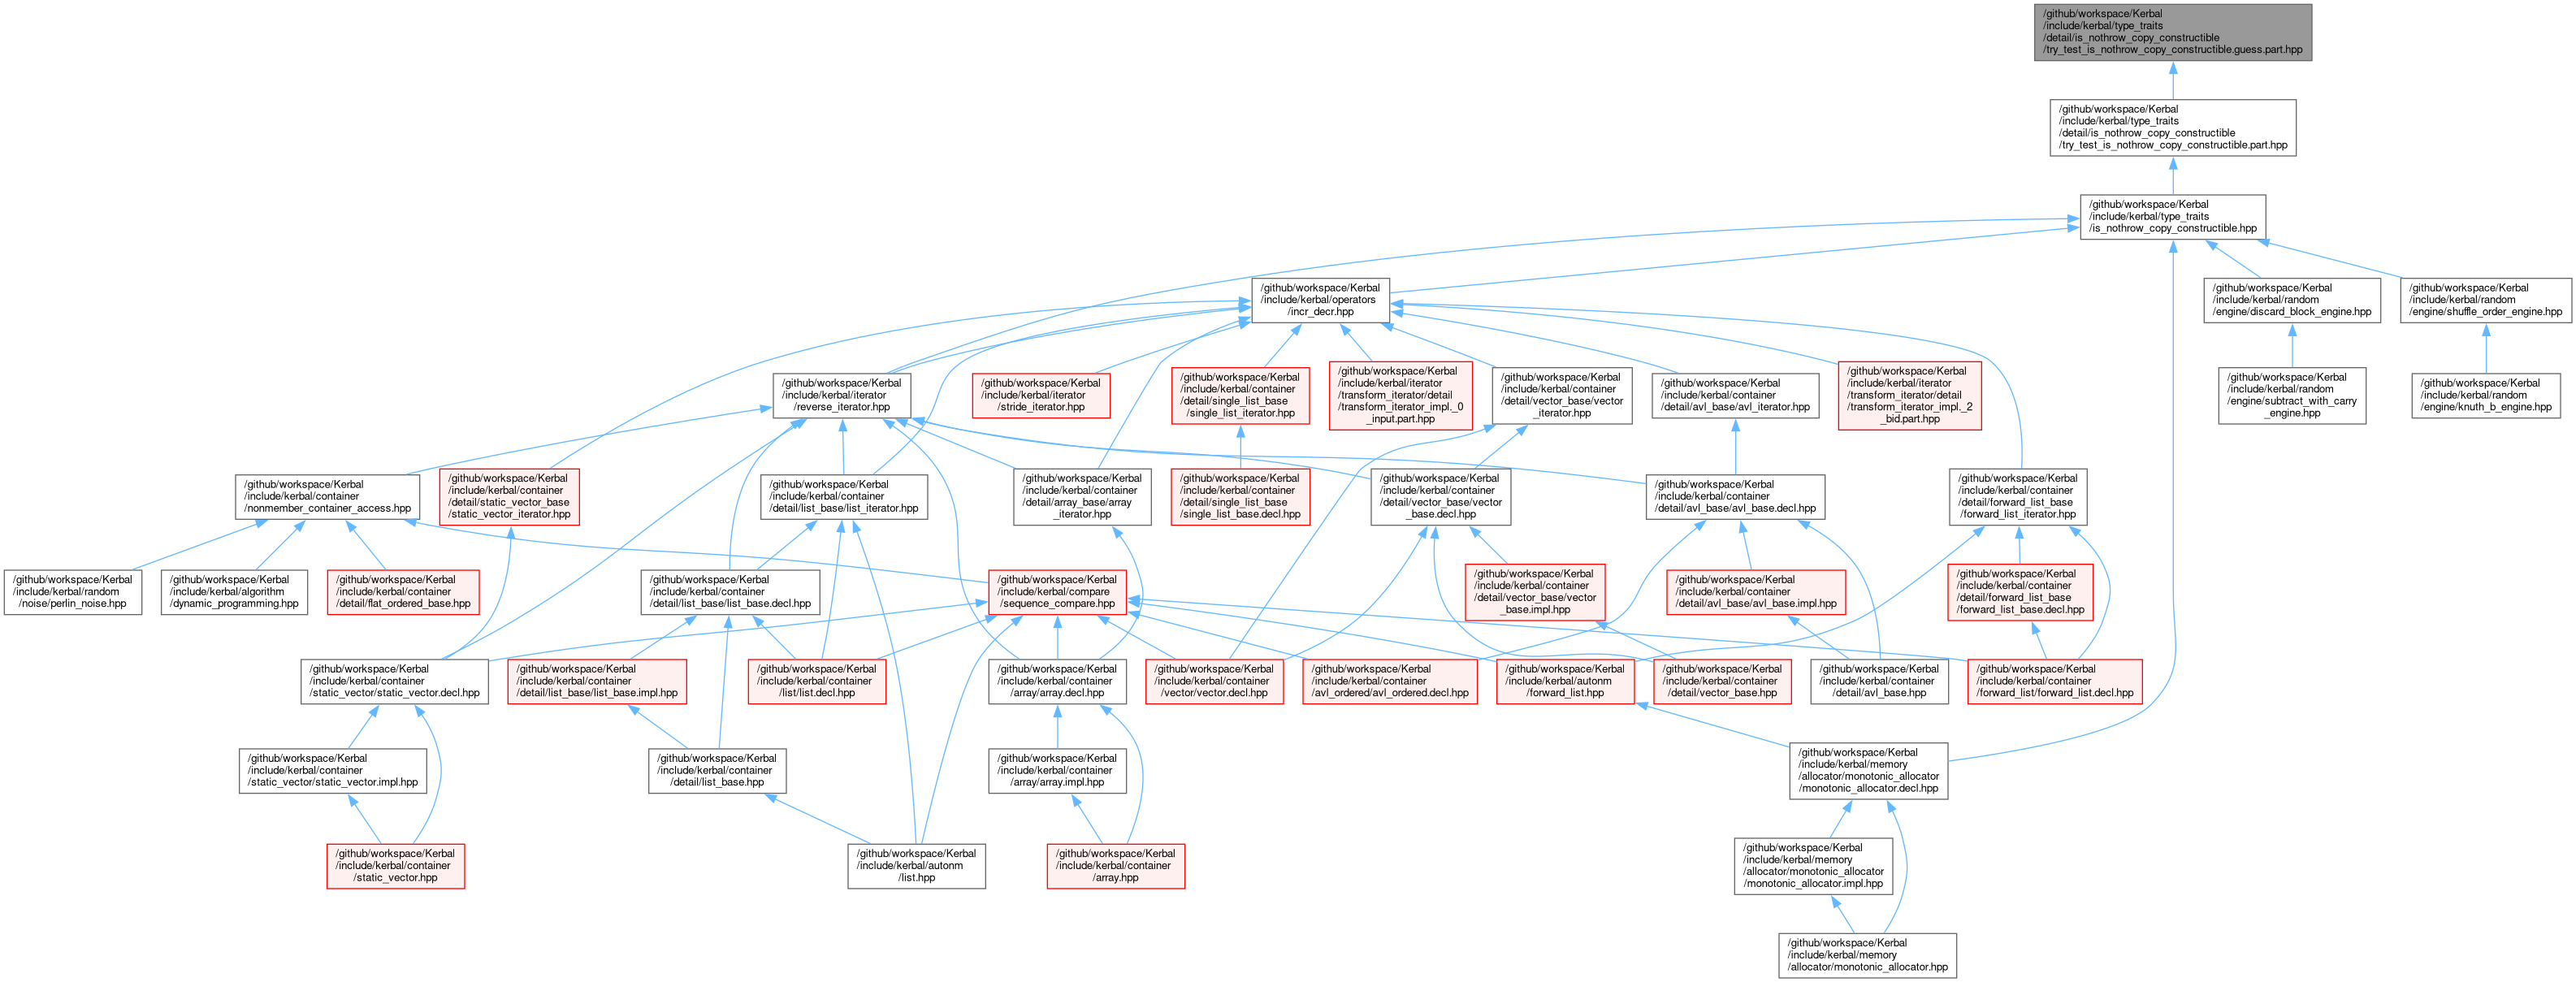 /github/workspace/Kerbal
/include/kerbal/type_traits
/detail/is_nothrow_copy_constructible
/try_test_is_nothrow_copy_constructible.guess.part.hpp
/github/workspace/Kerbal
/include/kerbal/type_traits
/detail/is_nothrow_copy_constructible
/try_test_is_nothrow_copy_constructible.part.hpp
/github/workspace/Kerbal
/include/kerbal/type_traits
/is_nothrow_copy_constructible.hpp
/github/workspace/Kerbal
/include/kerbal/operators
/incr_decr.hpp
/github/workspace/Kerbal
/include/kerbal/random
/engine/discard_block_engine.hpp
/github/workspace/Kerbal
/include/kerbal/random
/engine/shuffle_order_engine.hpp
/github/workspace/Kerbal
/include/kerbal/iterator
/reverse_iterator.hpp
/github/workspace/Kerbal
/include/kerbal/iterator
/stride_iterator.hpp
/github/workspace/Kerbal
/include/kerbal/container
/detail/single_list_base
/single_list_iterator.hpp
/github/workspace/Kerbal
/include/kerbal/iterator
/transform_iterator/detail
/transform_iterator_impl._0
_input.part.hpp
/github/workspace/Kerbal
/include/kerbal/container
/detail/vector_base/vector
_iterator.hpp
/github/workspace/Kerbal
/include/kerbal/container
/detail/avl_base/avl_iterator.hpp
/github/workspace/Kerbal
/include/kerbal/iterator
/transform_iterator/detail
/transform_iterator_impl._2
_bid.part.hpp
/github/workspace/Kerbal
/include/kerbal/random
/engine/subtract_with_carry
_engine.hpp
/github/workspace/Kerbal
/include/kerbal/random
/engine/knuth_b_engine.hpp
/github/workspace/Kerbal
/include/kerbal/container
/nonmember_container_access.hpp
/github/workspace/Kerbal
/include/kerbal/container
/detail/static_vector_base
/static_vector_iterator.hpp
/github/workspace/Kerbal
/include/kerbal/container
/detail/list_base/list_iterator.hpp
/github/workspace/Kerbal
/include/kerbal/container
/detail/array_base/array
_iterator.hpp
/github/workspace/Kerbal
/include/kerbal/container
/detail/single_list_base
/single_list_base.decl.hpp
/github/workspace/Kerbal
/include/kerbal/container
/detail/vector_base/vector
_base.decl.hpp
/github/workspace/Kerbal
/include/kerbal/container
/detail/avl_base/avl_base.decl.hpp
/github/workspace/Kerbal
/include/kerbal/container
/detail/forward_list_base
/forward_list_iterator.hpp
/github/workspace/Kerbal
/include/kerbal/random
/noise/perlin_noise.hpp
/github/workspace/Kerbal
/include/kerbal/algorithm
/dynamic_programming.hpp
/github/workspace/Kerbal
/include/kerbal/container
/detail/flat_ordered_base.hpp
/github/workspace/Kerbal
/include/kerbal/container
/detail/list_base/list_base.decl.hpp
/github/workspace/Kerbal
/include/kerbal/compare
/sequence_compare.hpp
/github/workspace/Kerbal
/include/kerbal/container
/detail/vector_base/vector
_base.impl.hpp
/github/workspace/Kerbal
/include/kerbal/container
/detail/avl_base/avl_base.impl.hpp
/github/workspace/Kerbal
/include/kerbal/container
/detail/forward_list_base
/forward_list_base.decl.hpp
/github/workspace/Kerbal
/include/kerbal/container
/static_vector/static_vector.decl.hpp
/github/workspace/Kerbal
/include/kerbal/container
/detail/list_base/list_base.impl.hpp
/github/workspace/Kerbal
/include/kerbal/container
/list/list.decl.hpp
/github/workspace/Kerbal
/include/kerbal/container
/array/array.decl.hpp
/github/workspace/Kerbal
/include/kerbal/container
/vector/vector.decl.hpp
/github/workspace/Kerbal
/include/kerbal/container
/avl_ordered/avl_ordered.decl.hpp
/github/workspace/Kerbal
/include/kerbal/autonm
/forward_list.hpp
/github/workspace/Kerbal
/include/kerbal/container
/detail/vector_base.hpp
/github/workspace/Kerbal
/include/kerbal/container
/detail/avl_base.hpp
/github/workspace/Kerbal
/include/kerbal/container
/forward_list/forward_list.decl.hpp
/github/workspace/Kerbal
/include/kerbal/container
/static_vector/static_vector.impl.hpp
/github/workspace/Kerbal
/include/kerbal/container
/detail/list_base.hpp
/github/workspace/Kerbal
/include/kerbal/container
/array/array.impl.hpp
/github/workspace/Kerbal
/include/kerbal/memory
/allocator/monotonic_allocator
/monotonic_allocator.decl.hpp
/github/workspace/Kerbal
/include/kerbal/container
/static_vector.hpp
/github/workspace/Kerbal
/include/kerbal/autonm
/list.hpp
/github/workspace/Kerbal
/include/kerbal/container
/array.hpp
/github/workspace/Kerbal
/include/kerbal/memory
/allocator/monotonic_allocator
/monotonic_allocator.impl.hpp
/github/workspace/Kerbal
/include/kerbal/memory
/allocator/monotonic_allocator.hpp